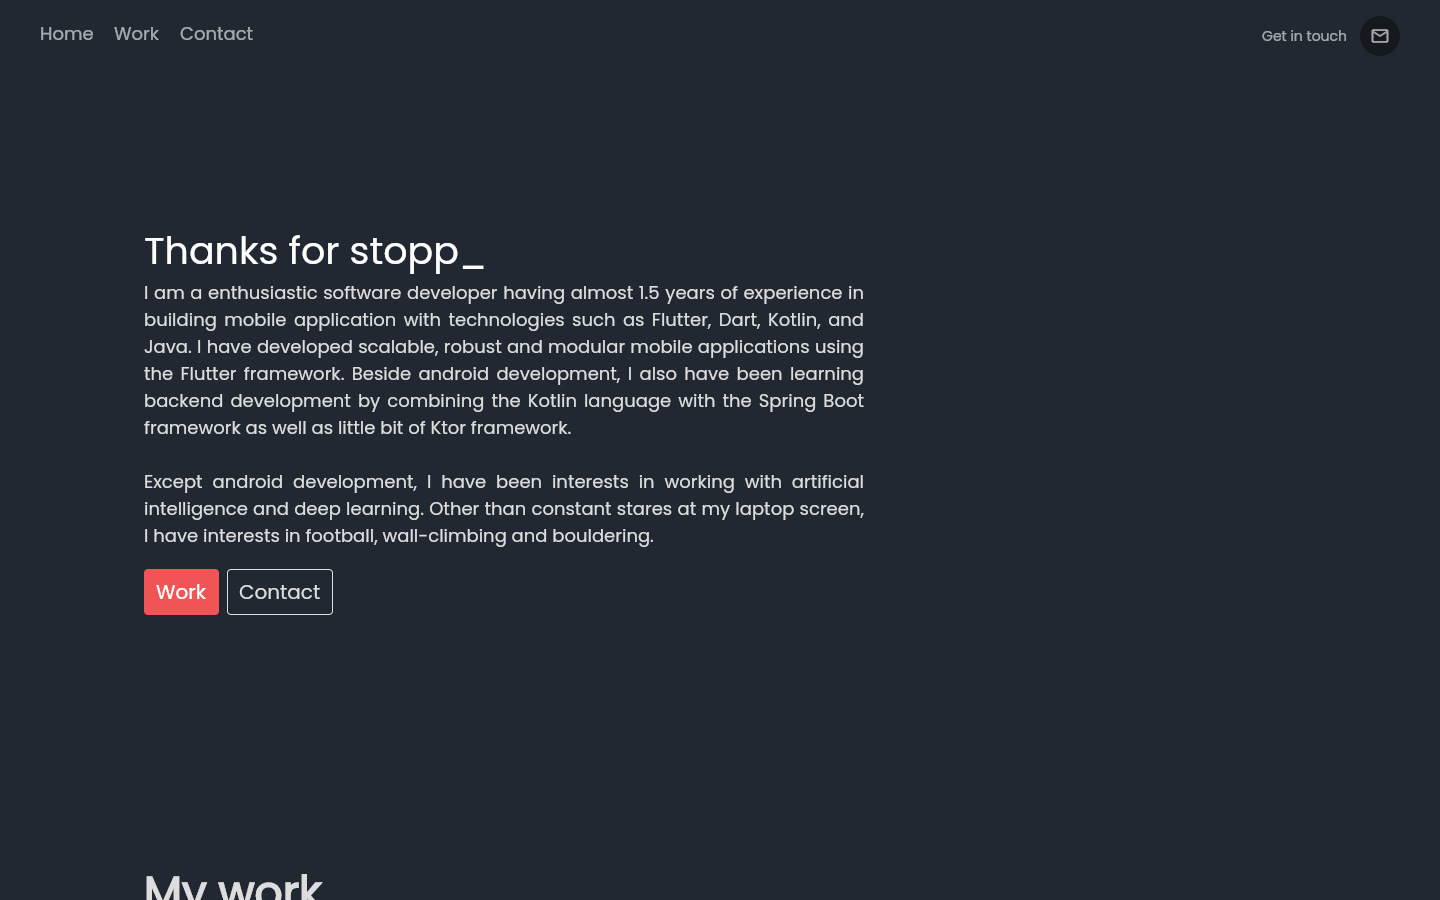 Home Work Contact
Get in touch
Thanks for stopp_
I am a enthusiastic software developer having almost 1.5 years of experience in
building mobile application with technologies such as Flutter, Dart, Kotlin, and
Java. I have developed scalable, robust and modular mobile applications using
the Flutter framework. Beside android development, I also have been learning
backend development by combining the Kotlin language with the Spring Boot
framework as well as little bit of Ktor framework.
Except android development, I have been interests in working with artificial
intelligence and deep learning. Other than constant stares at my laptop screen,
I have interests in football, wall-climbing and bouldering.
Work Contact
My work